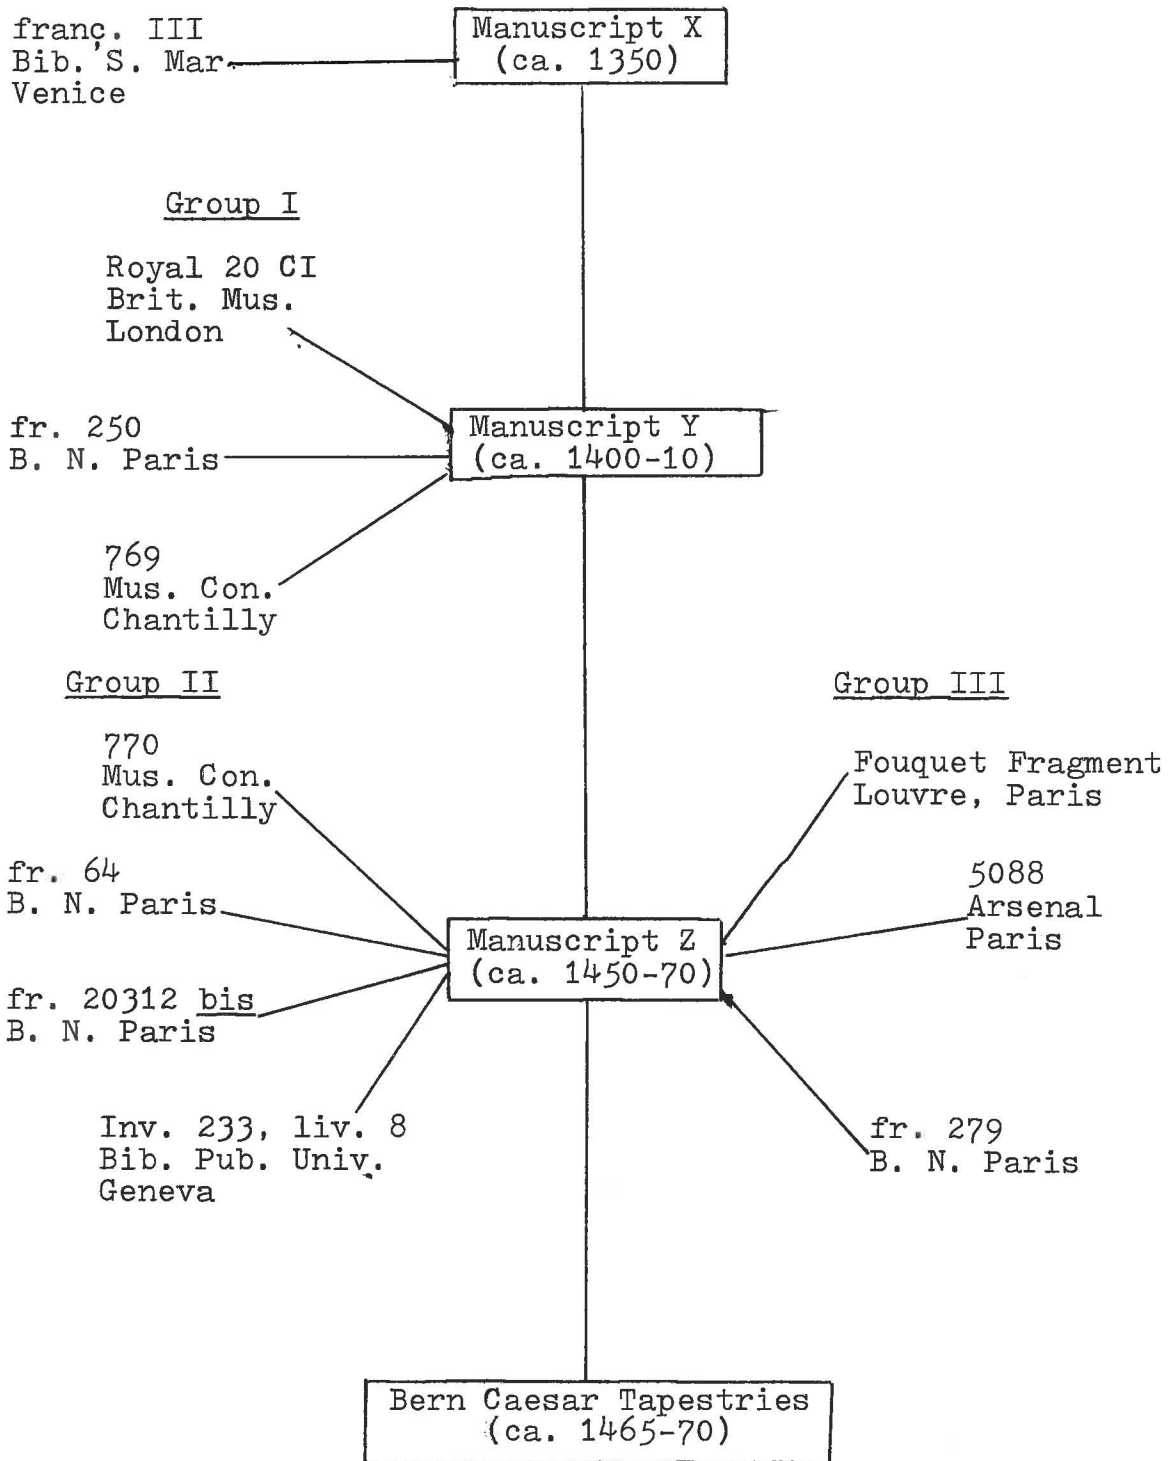 franç. III
Bib. S. Mar
Venice
Manuscript X
(ca. 1350)
Group I
Royal 20 CI
Brit. Mus.
London
fr. 250
B. N. Paris
Manuscript Y
(ca. 1400-10)
769
Mus. Con.
Chantilly
Group II
770
Mus. Con.
Chantilly
fr. 64
B. N. Paris
fr. 20312 bis
B. N. Paris
Inv. 233, liv. 8
Bib. Pub. Univ.
Geneva
Group III
Fouquet Fragment
Louvre, Paris
5088
Arsenal
Paris
Manuscript Z
(ca. 1450-70)
fr. 279
B. N. Paris
Bern Caesar Tapestries
(ca. 1465-70)